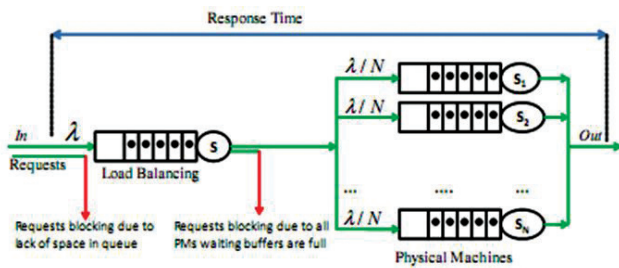 Response Time
λ / N
S₁
λ / N
S₂
In
λ
S
Out
Requests
Load Balancing
... .... ...
λ / N
S_N
Requests blocking due to
lack of space in queue
Requests blocking due to all
PMs waiting buffers are full
Physical Machines